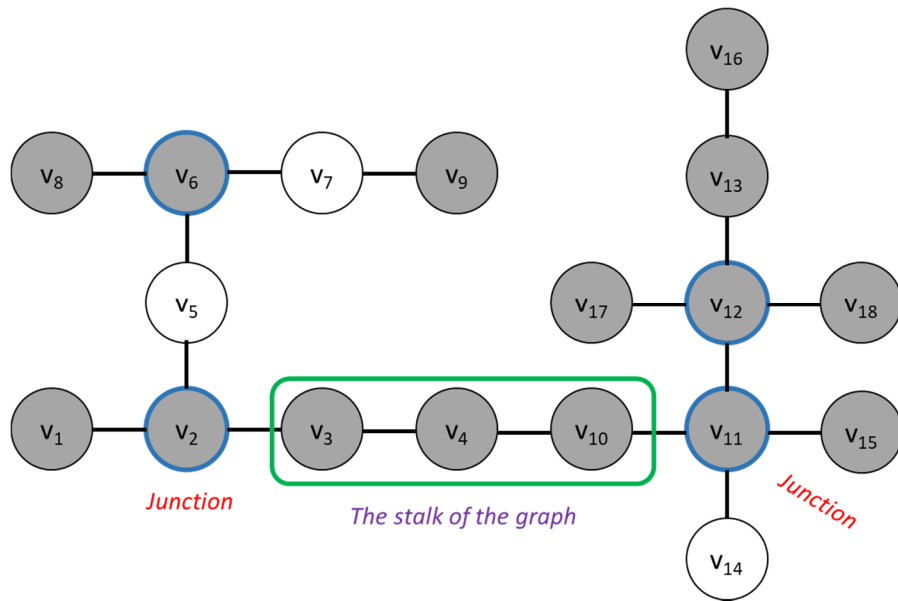 v₁₆
v₈ v₆ v₇ v₉ v₁₃
v₅ v₁₇ v₁₂ v₁₈
v₁ v₂ v₃ v₄ v₁₀ v₁₁ v₁₅
Junction
The stalk of the graph
Junction
v₁₄